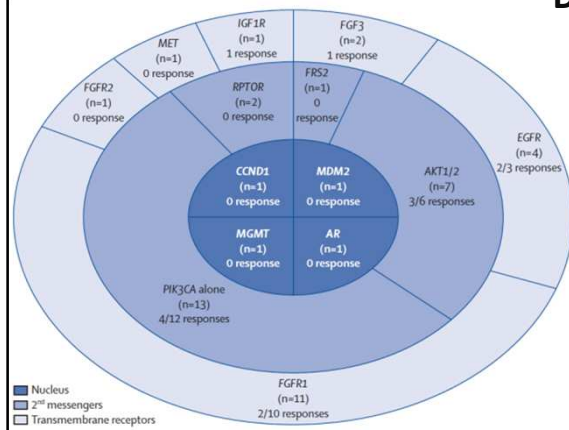 D
IGF1R
(n=1)
1 response
FGF3
(n=2)
1 response
MET
(n=1)
0 response
FGFR2
(n=1)
0 response
RPTOR
(n=2)
0 response
FRS2
(n=1)
0
response
EGFR
(n=4)
2/3 responses
AKT1/2
(n=7)
3/6 responses
CCND1
(n=1)
0 response
MDM2
(n=1)
0 response
MGMT
(n=1)
0 response
AR
(n=1)
0 response
PIK3CA alone
(n=13)
4/12 responses
FGFR1
(n=11)
2/10 responses
Nucleus
2nd messengers
Transmembrane receptors